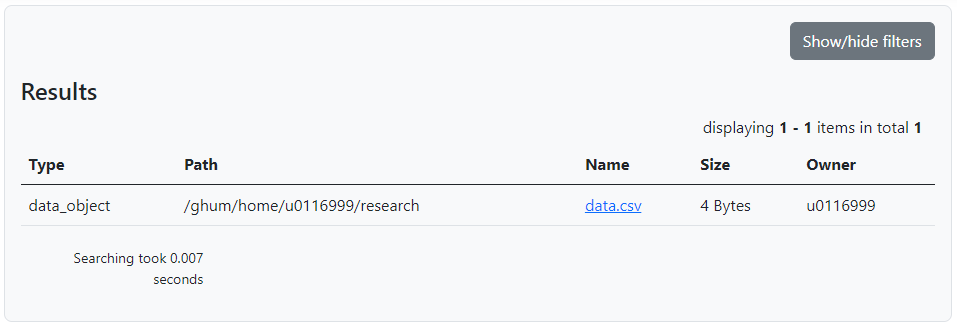 Show/hide filters
Results
displaying 1 - 1 items in total 1
Type Path Name Size Owner
data_object /ghum/home/u0116999/research data.csv 4 Bytes u0116999
Searching took 0.007
seconds